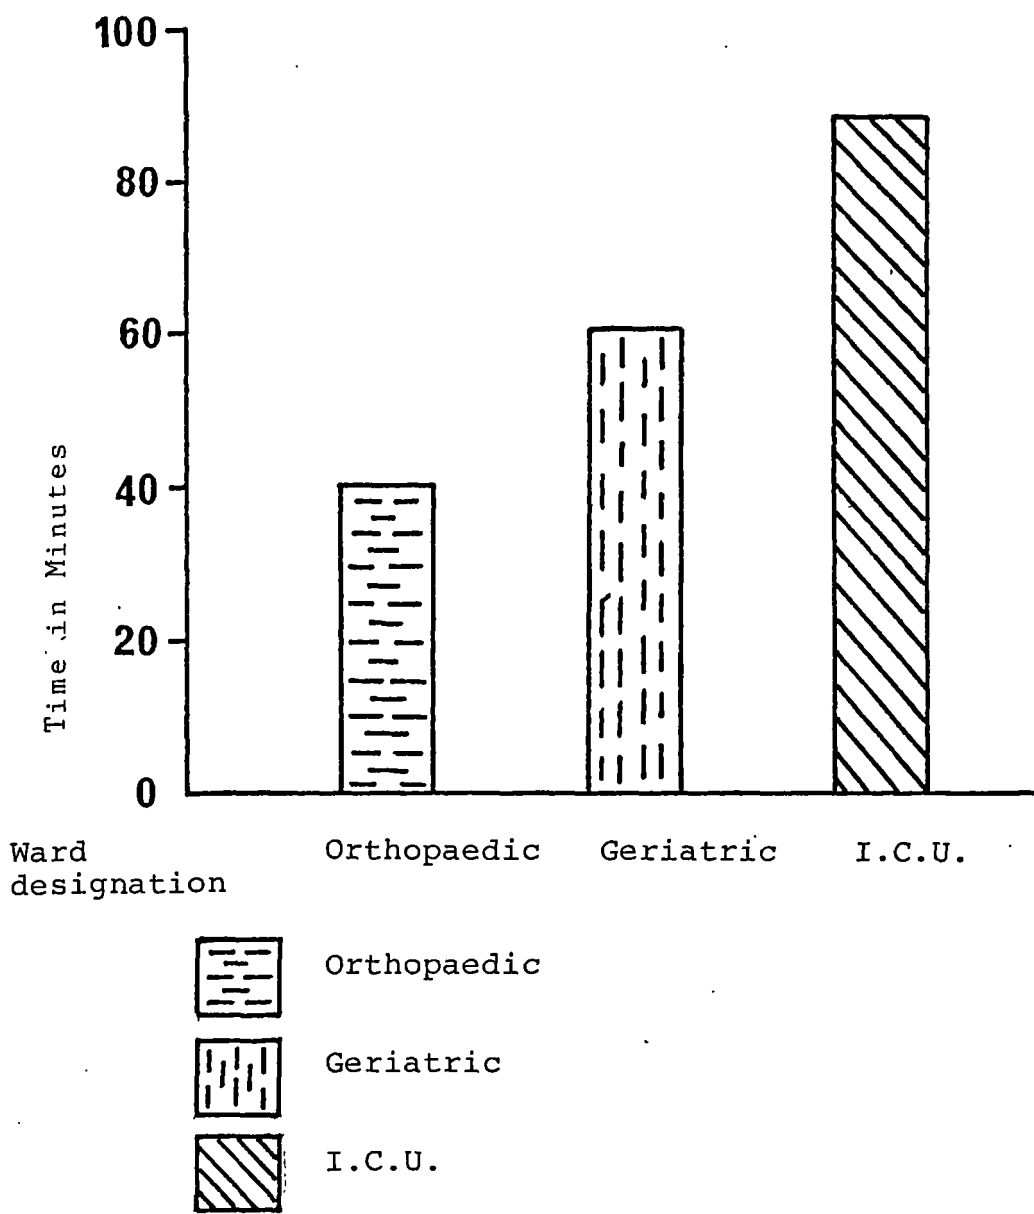 100
80
60
40
20
0
Time in Minutes
Ward
designation
Orthopaedic
Geriatric
I.C.U.
Orthopaedic
Geriatric
I.C.U.